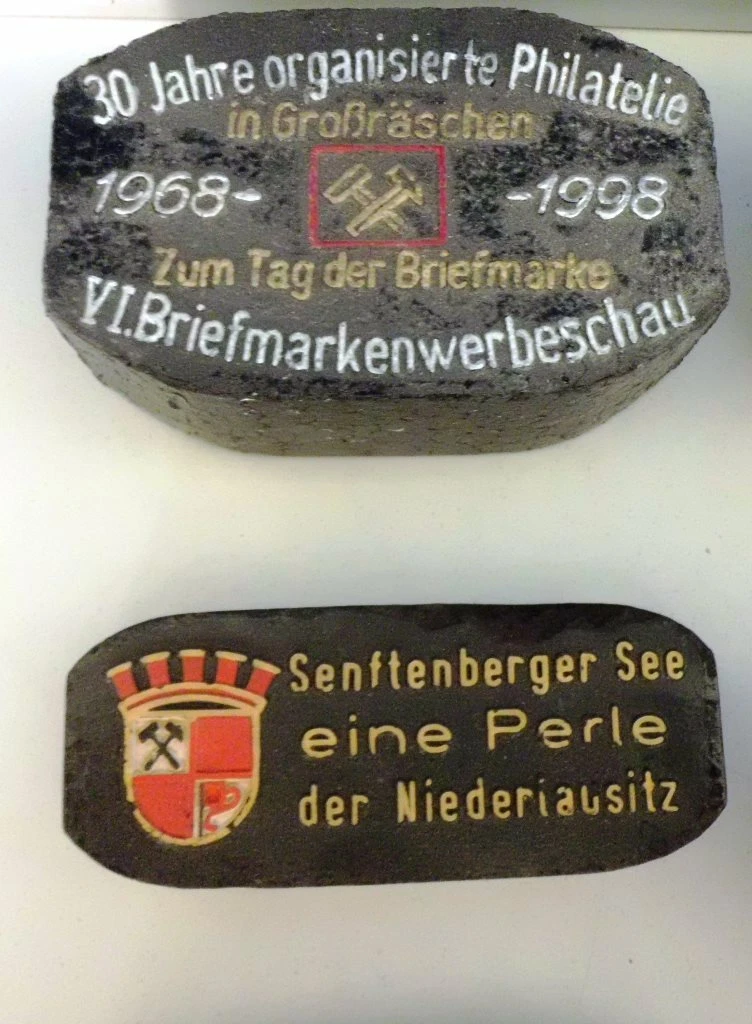 30 Jahre organisierte Philatelie
in Großräschen
1968- -1998
Zum Tag der Briefmarke
VI. Briefmarkenwerbeschau
Senftenberger See
eine Perle
der Niederlausitz